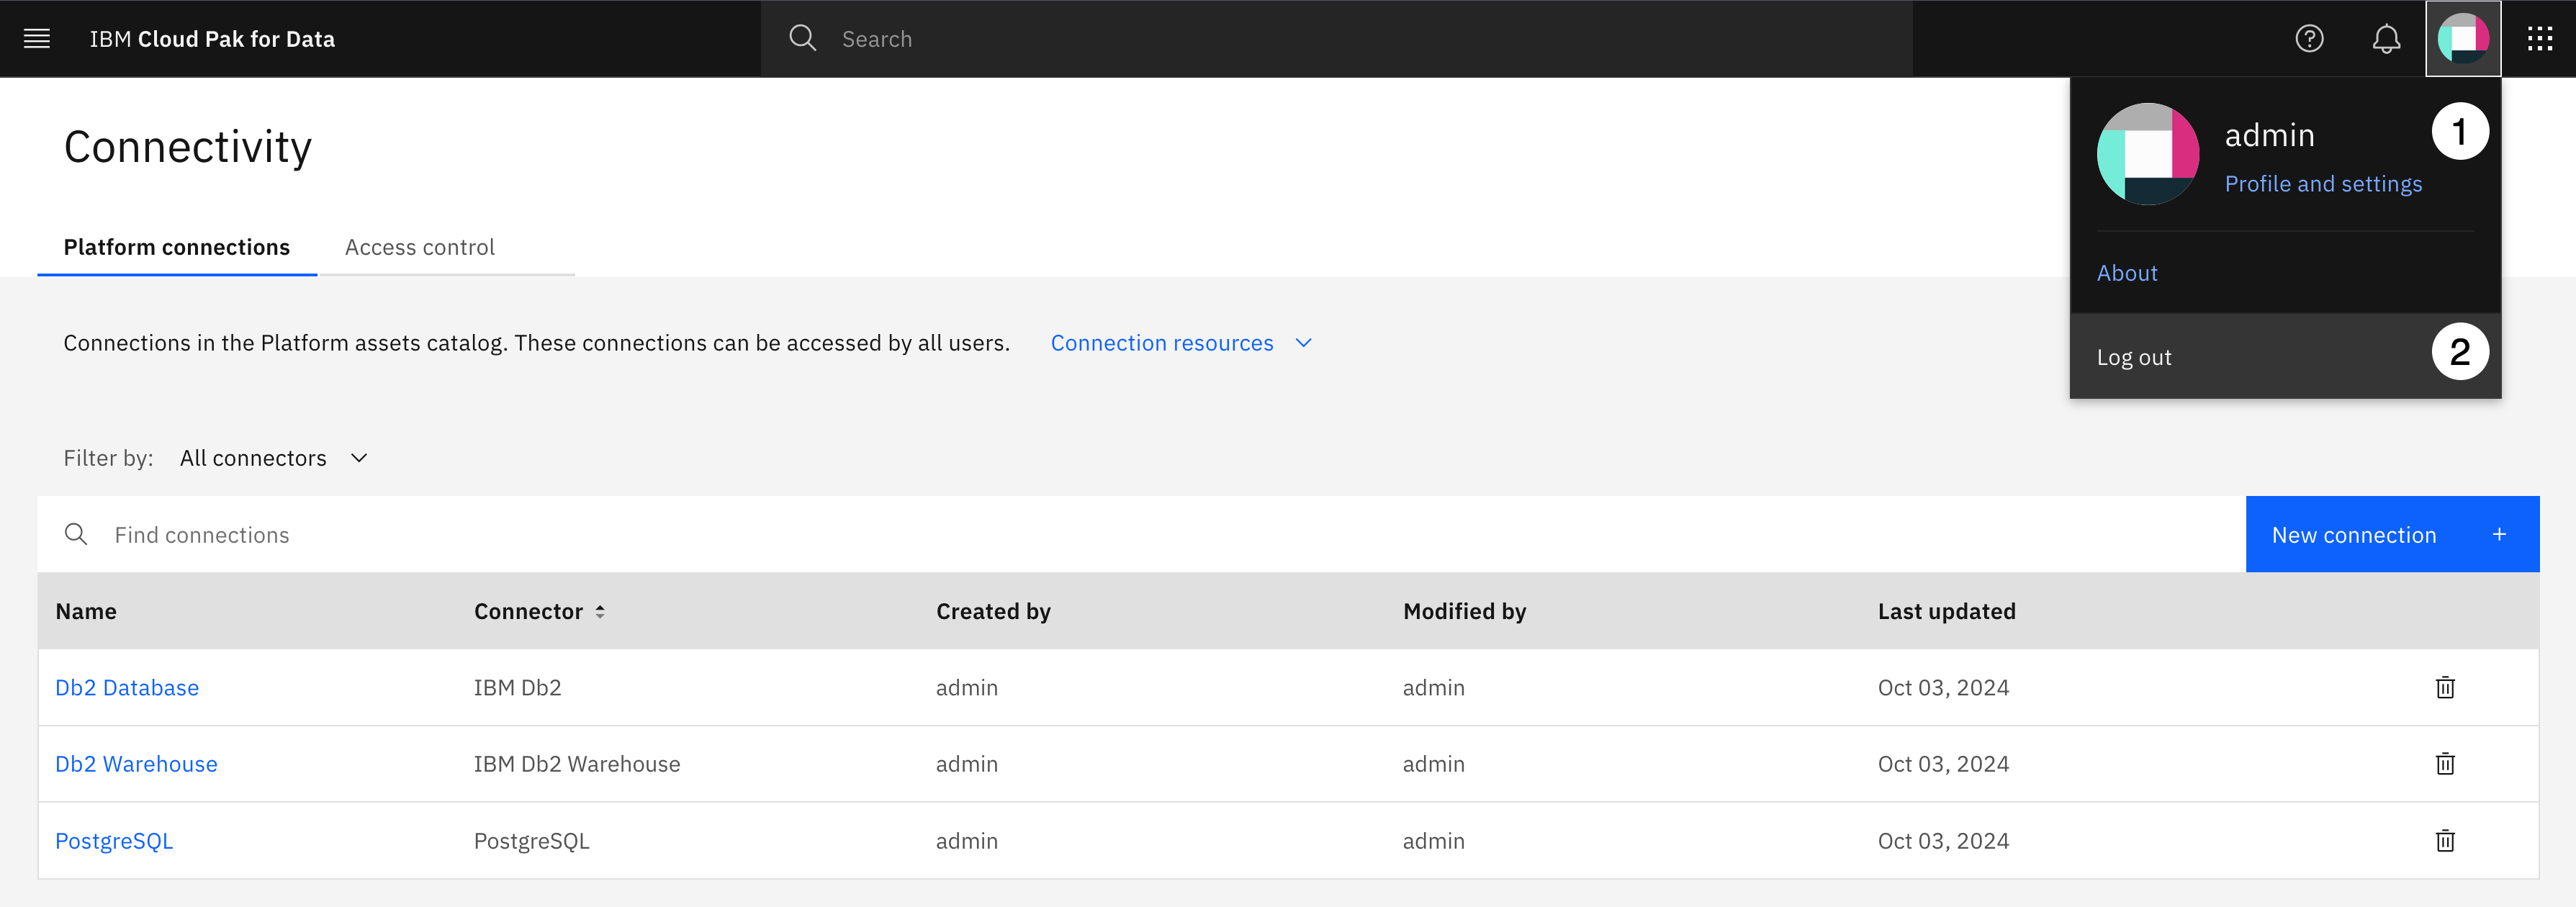 IBM Cloud Pak for Data
Search
Connectivity
admin
1
Profile and settings
Platform connections
Access control
About
Connections in the Platform assets catalog. These connections can be accessed by all users.
Connection resources
Log out
2
Filter by: All connectors
Find connections
New connection +
Name Connector Created by Modified by Last updated
Db2 Database IBM Db2 admin admin Oct 03, 2024
Db2 Warehouse IBM Db2 Warehouse admin admin Oct 03, 2024
PostgreSQL PostgreSQL admin admin Oct 03, 2024